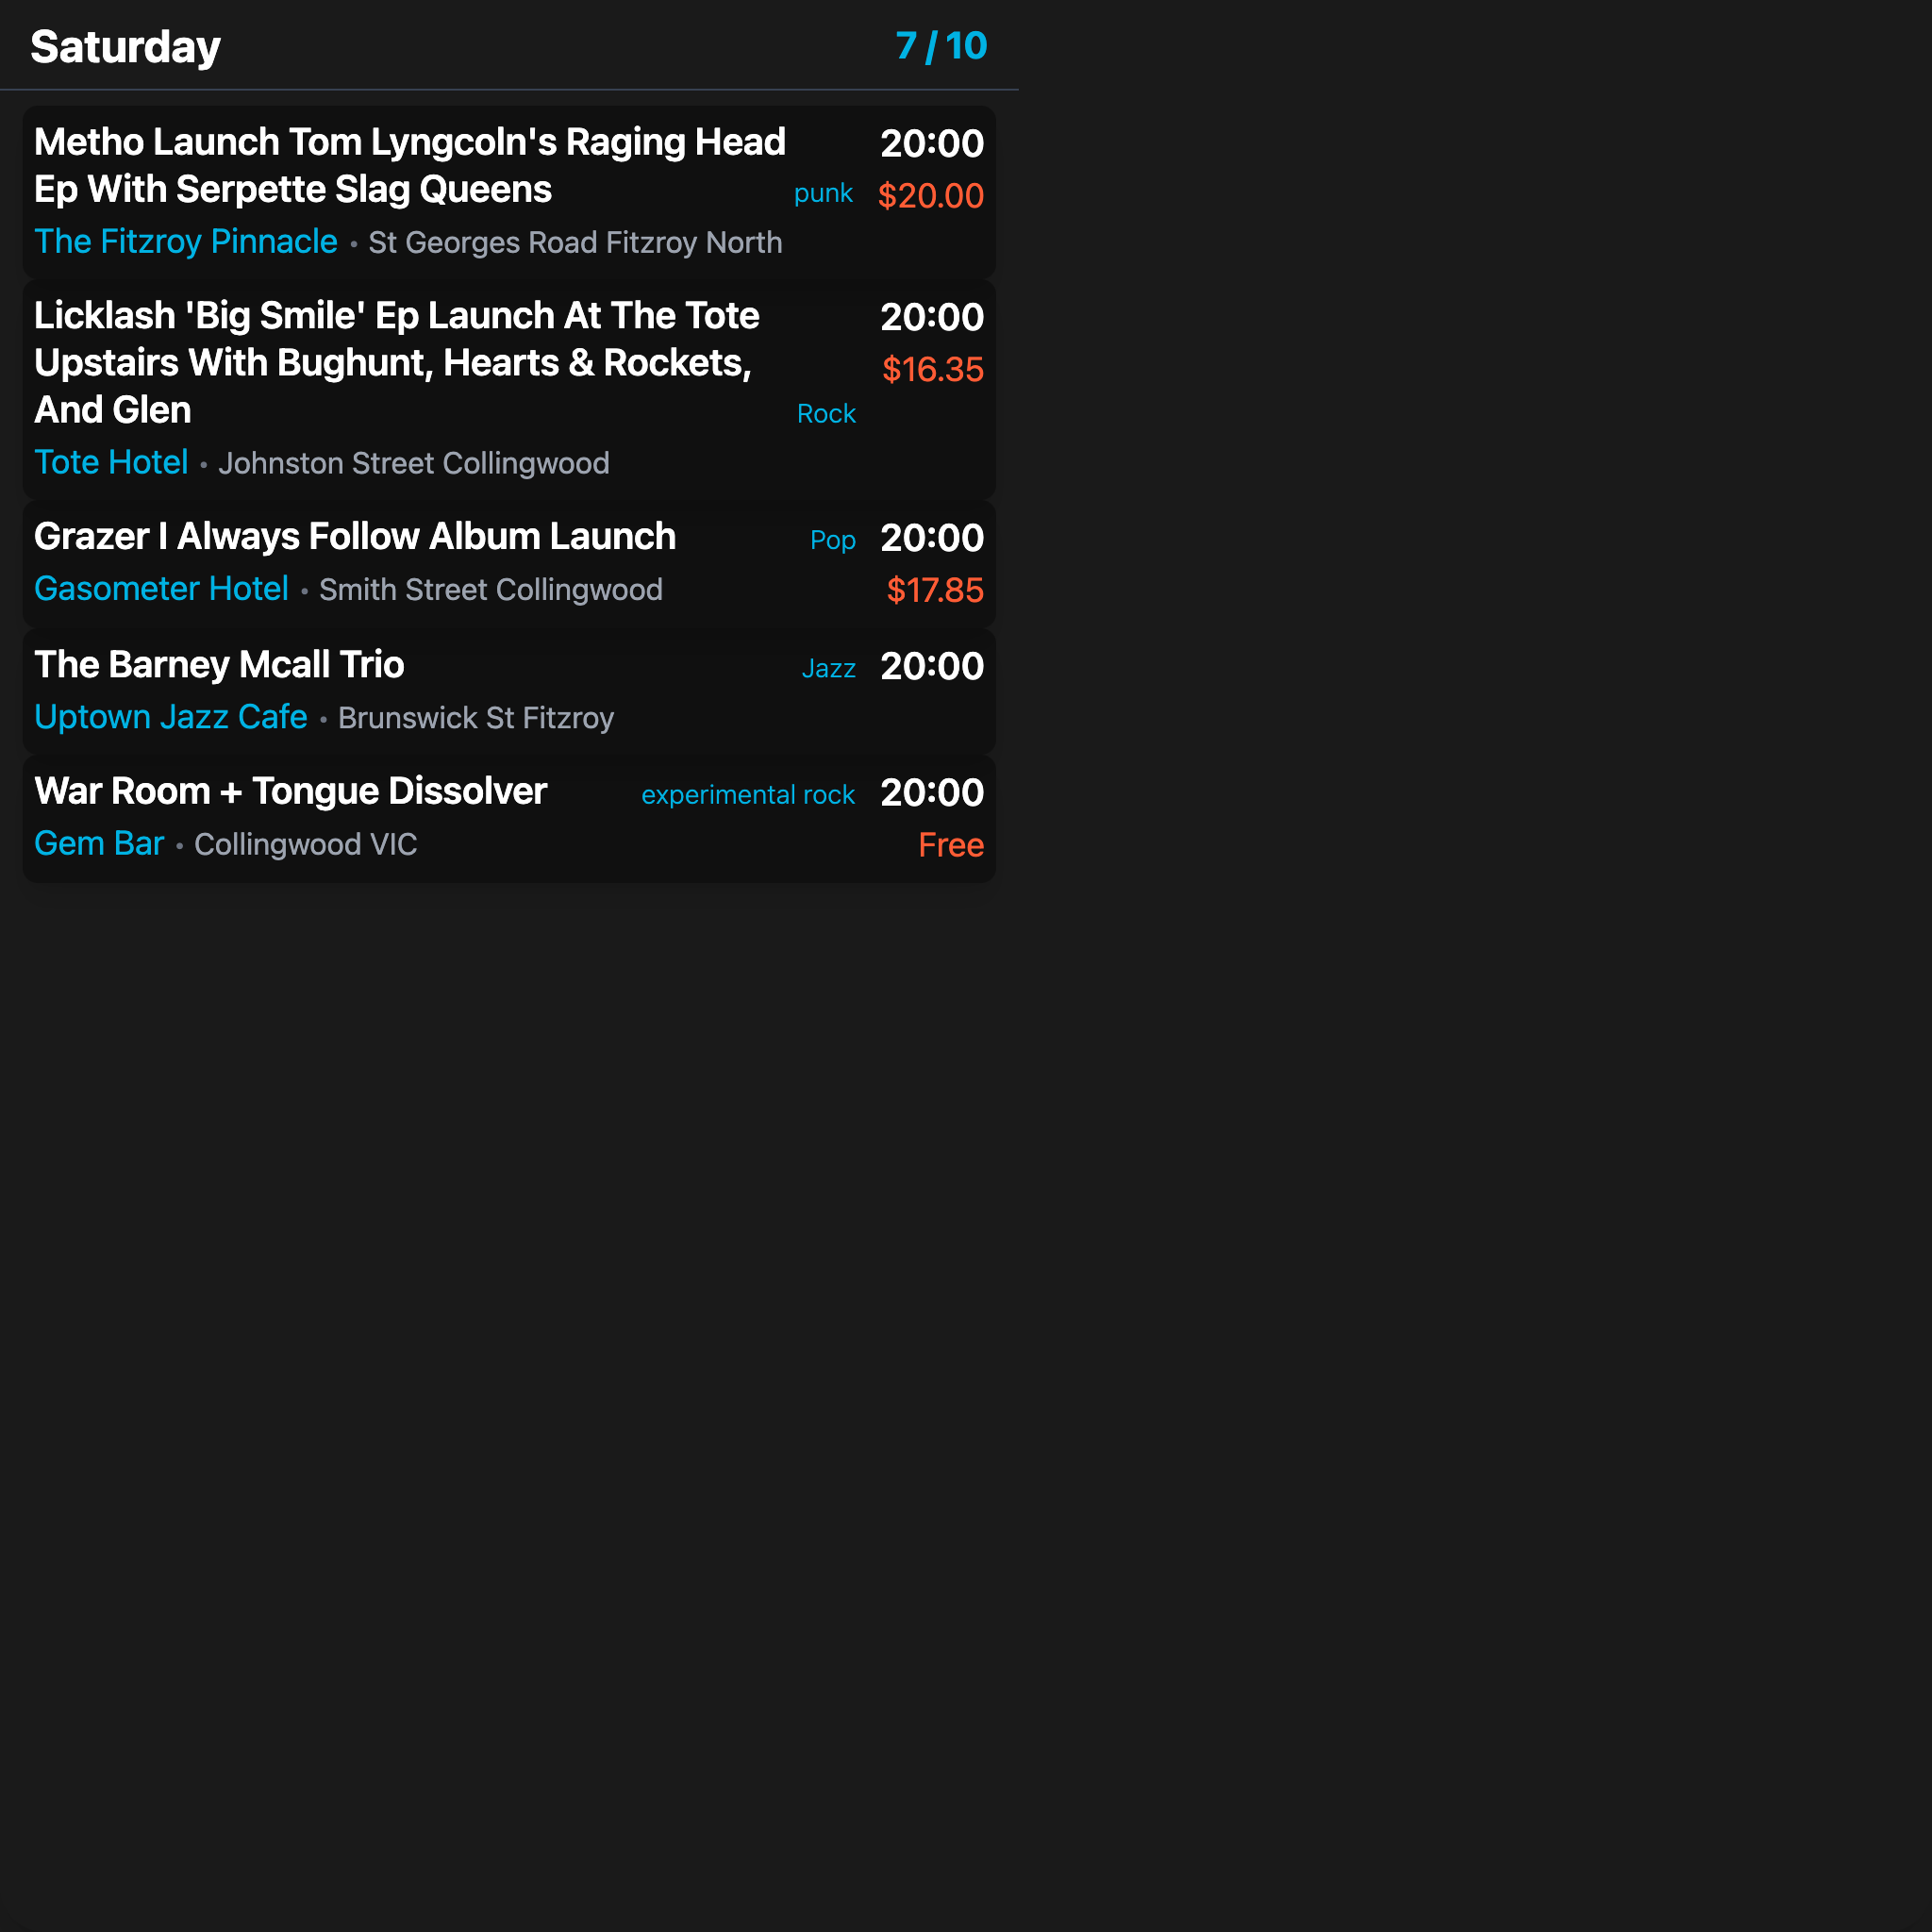 Saturday 7 / 10
Metho Launch Tom Lyngcoln's Raging Head 20:00
Ep With Serpette Slag Queens punk $20.00
The Fitzroy Pinnacle • St Georges Road Fitzroy North
Licklash 'Big Smile' Ep Launch At The Tote 20:00
Upstairs With Bughunt, Hearts & Rockets, $16.35
And Glen Rock
Tote Hotel • Johnston Street Collingwood
Grazer I Always Follow Album Launch Pop 20:00
Gasometer Hotel • Smith Street Collingwood $17.85
The Barney Mcall Trio Jazz 20:00
Uptown Jazz Cafe • Brunswick St Fitzroy
War Room + Tongue Dissolver experimental rock 20:00
Gem Bar • Collingwood VIC Free